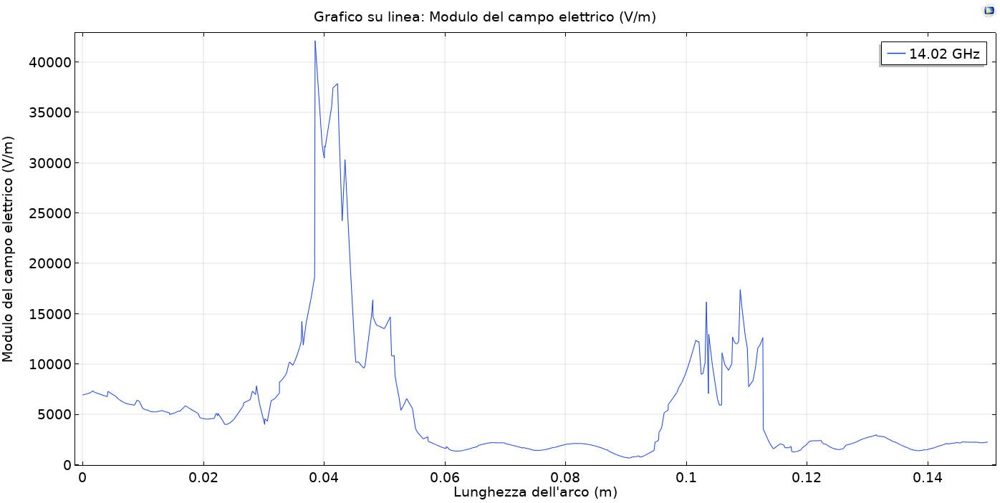 Grafico su linea: Modulo del campo elettrico (V/m)
14.02 GHz
Modulo del campo elettrico (V/m)
40000
35000
30000
25000
20000
15000
10000
5000
0
0 0.02 0.04 0.06 0.08 0.1 0.12 0.14
Lunghezza dell'arco (m)